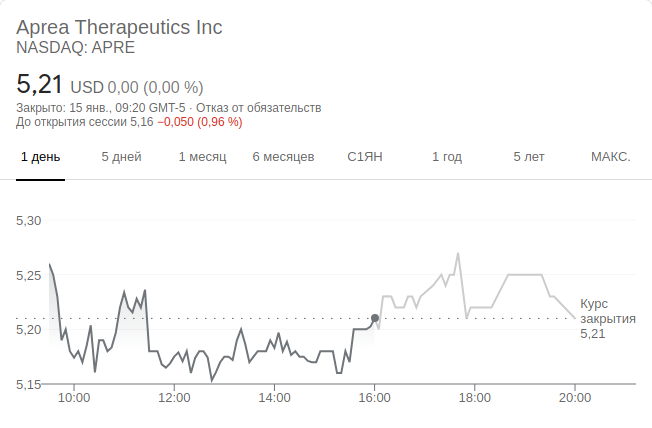 Aprea Therapeutics Inc
NASDAQ: APRE
5,21 USD 0,00 (0,00 %)
Закрыто: 15 янв., 09:20 GMT-5 · Отказ от обязательств
До открытия сессии 5,16 −0,050 (0,96 %)
1 день 5 дней 1 месяц 6 месяцев С1ЯН 1 год 5 лет МАКС.
5,30
5,25
5,20
5,15
Курс
закрытия
5,21
10:00 12:00 14:00 16:00 18:00 20:00